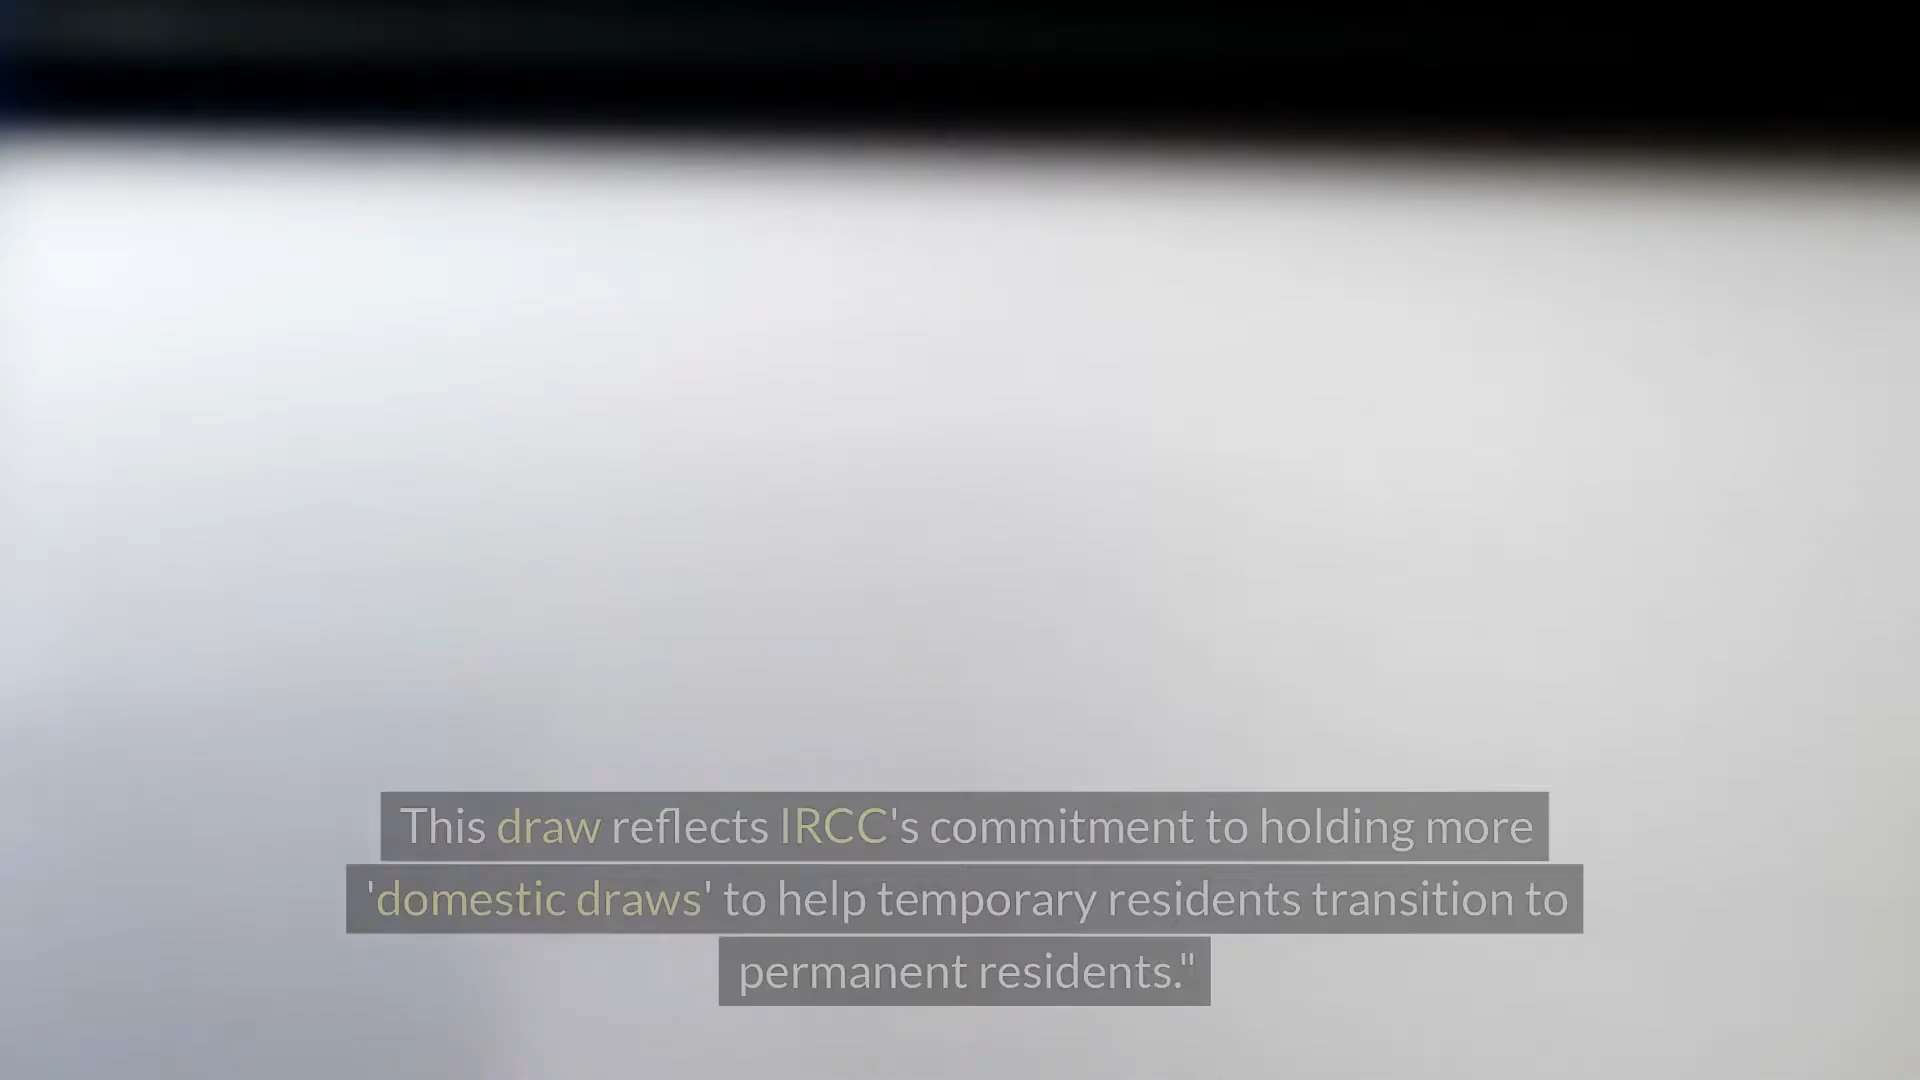 This draw reflects IRCC's commitment to holding more
'domestic draws' to help temporary residents transition to
permanent residents."